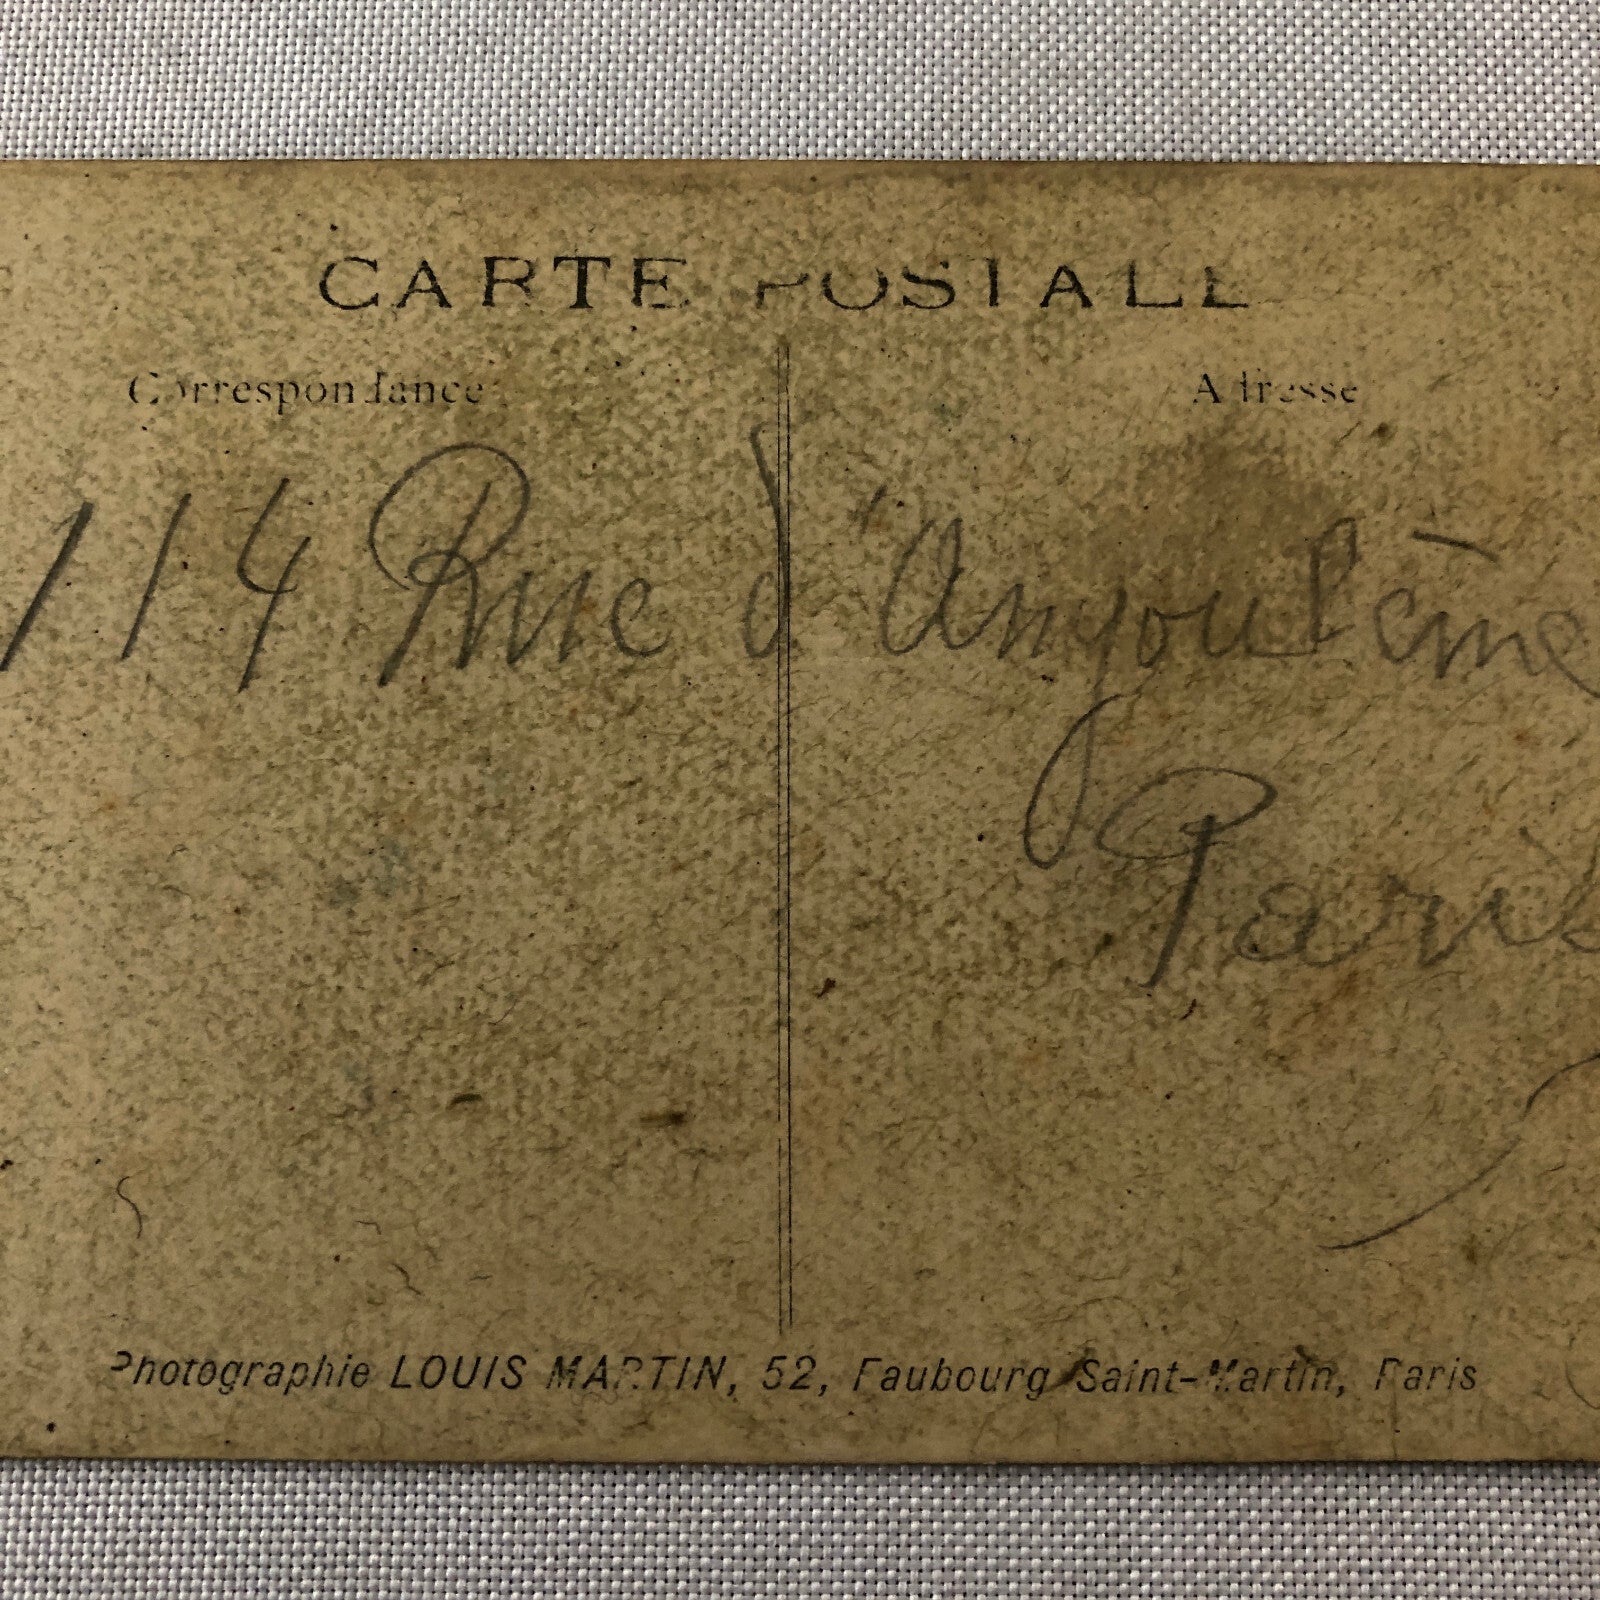 CARTE POSTALE
Correspondance
Adresse
114 Rue d'Angoulême
Paris
Photographie LOUIS MARTIN, 52, Faubourg Saint-Martin, Paris